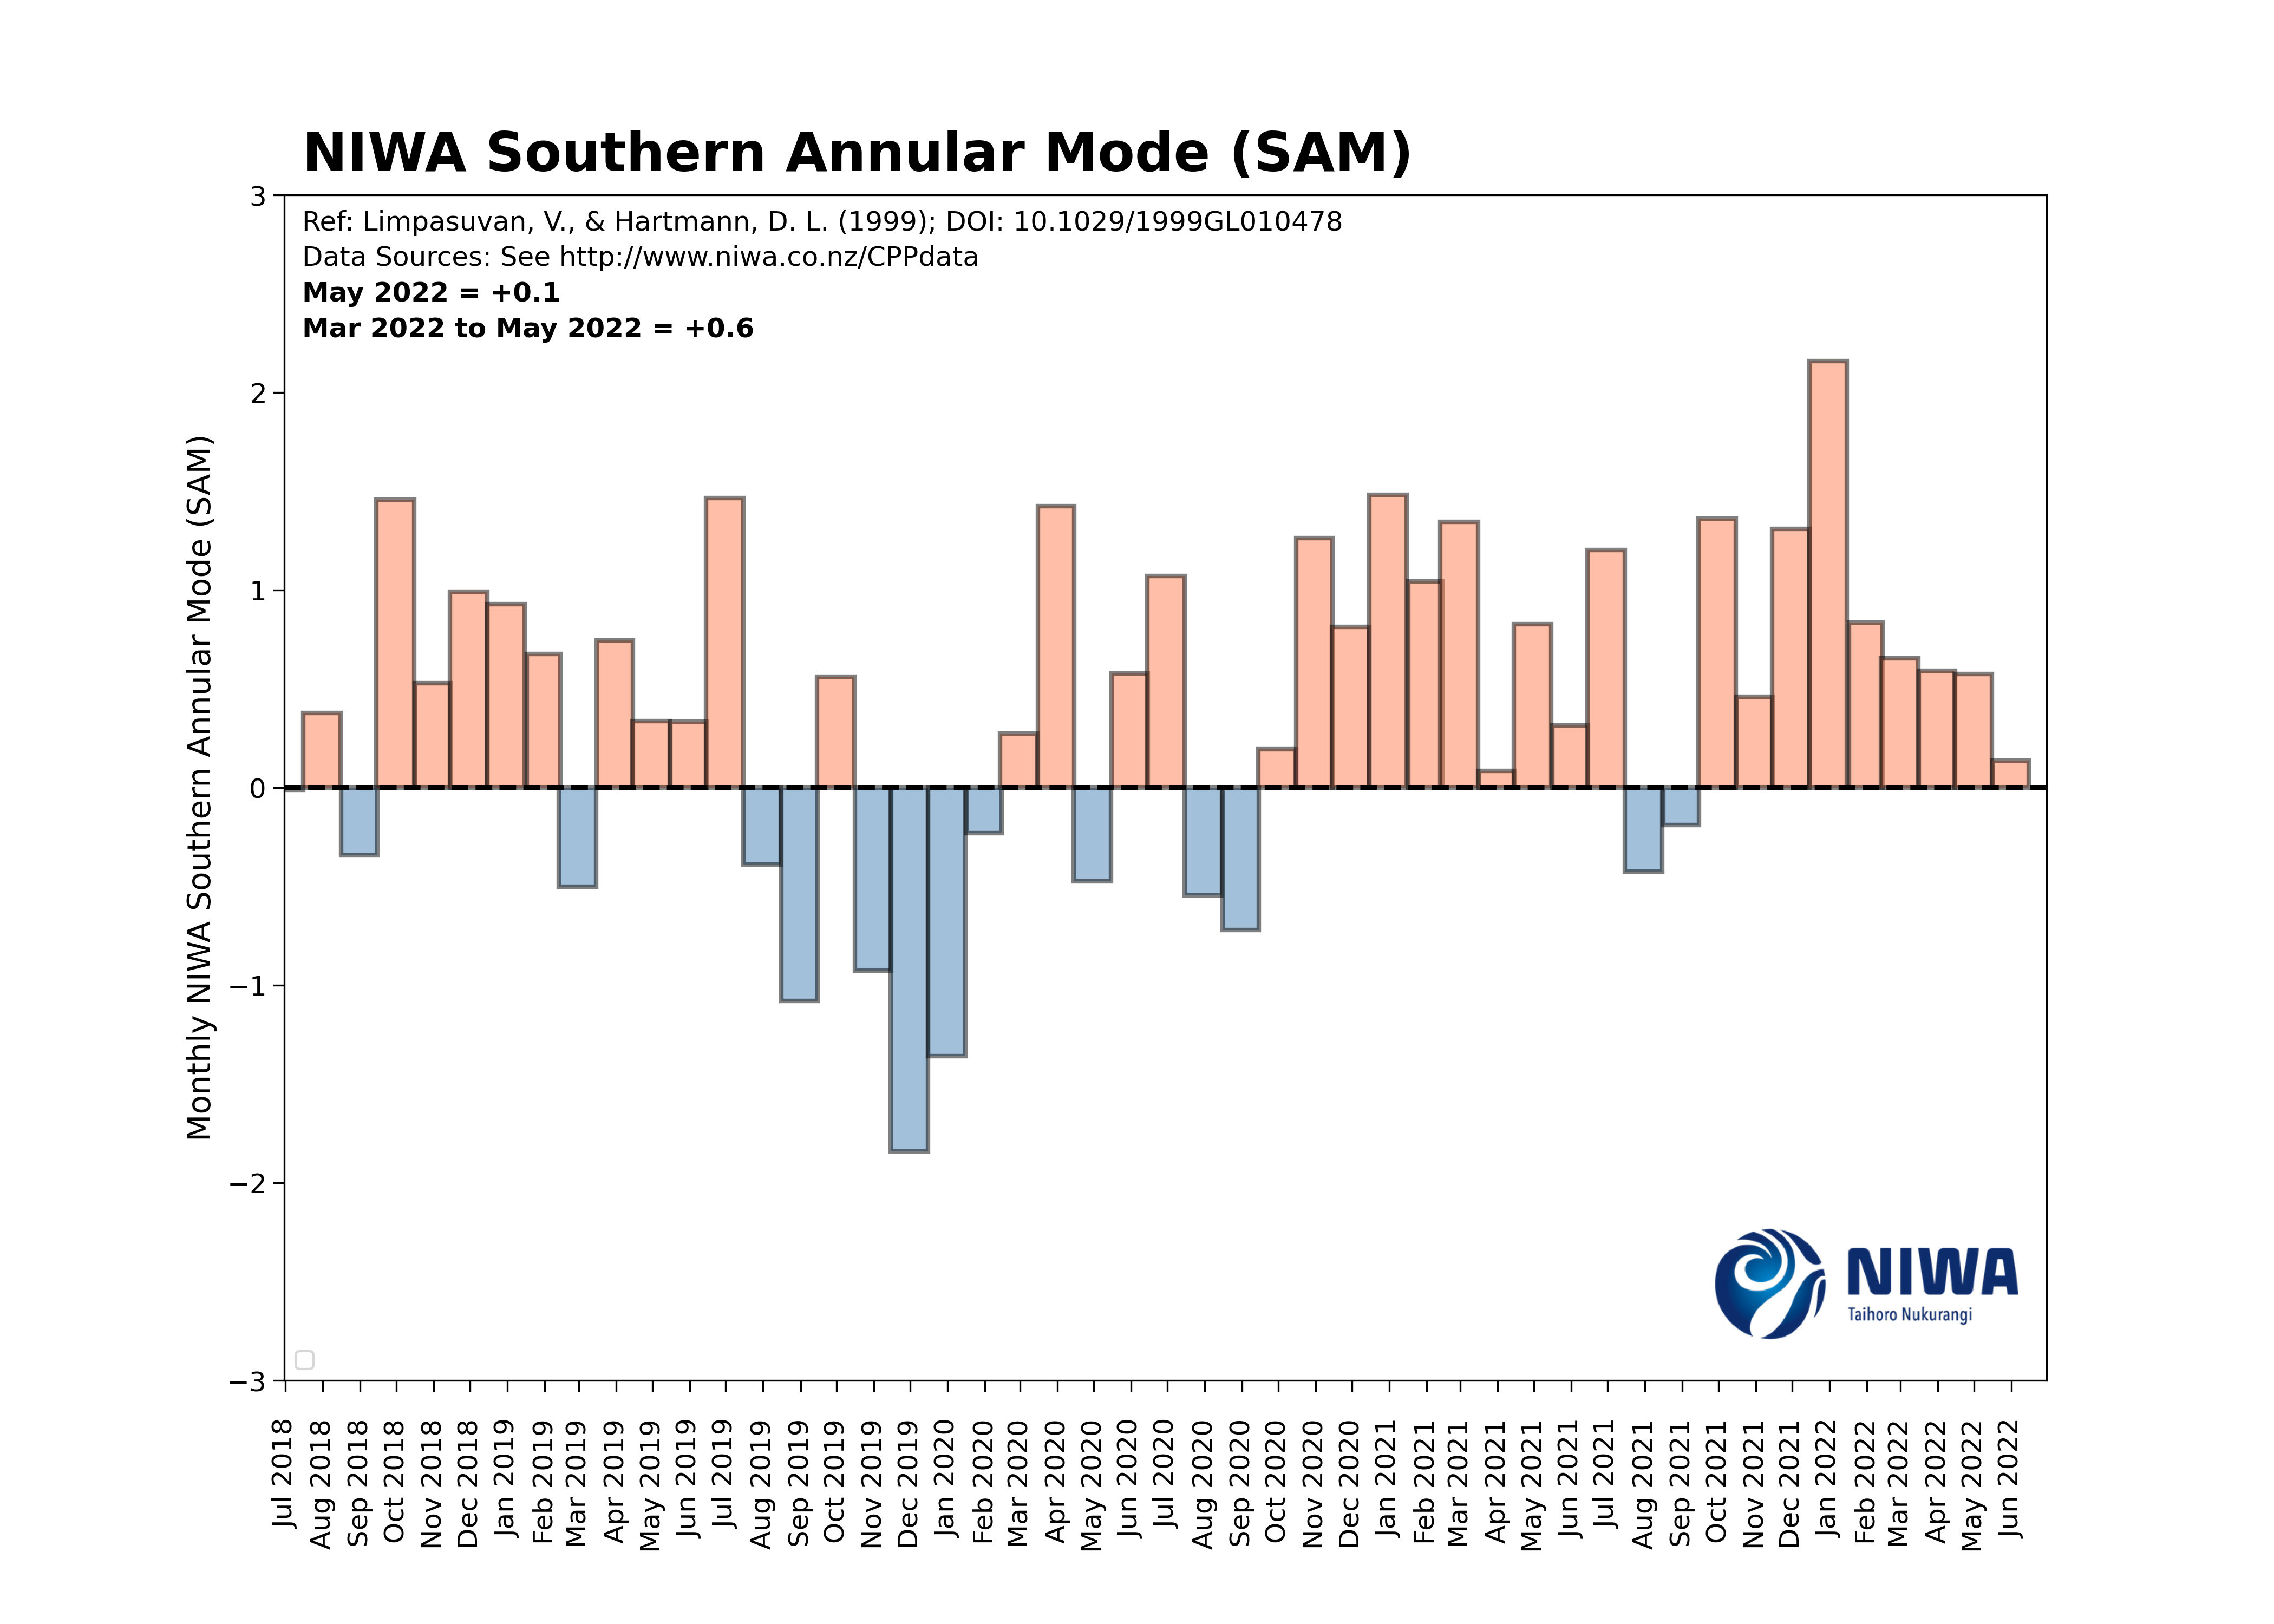 NIWA Southern Annular Mode (SAM)
Ref: Limpasuvan, V., & Hartmann, D. L. (1999); DOI: 10.1029/1999GL010478
Data Sources: See http://www.niwa.co.nz/CPPdata
May 2022 = +0.1
Mar 2022 to May 2022 = +0.6
Monthly NIWA Southern Annular Mode (SAM)
3
2
1
0
−1
−2
−3
NIWA
Taihoro Nukurangi
Jul 2018
Aug 2018
Sep 2018
Oct 2018
Nov 2018
Dec 2018
Jan 2019
Feb 2019
Mar 2019
Apr 2019
May 2019
Jun 2019
Jul 2019
Aug 2019
Sep 2019
Oct 2019
Nov 2019
Dec 2019
Jan 2020
Feb 2020
Mar 2020
Apr 2020
May 2020
Jun 2020
Jul 2020
Aug 2020
Sep 2020
Oct 2020
Nov 2020
Dec 2020
Jan 2021
Feb 2021
Mar 2021
Apr 2021
May 2021
Jun 2021
Jul 2021
Aug 2021
Sep 2021
Oct 2021
Nov 2021
Dec 2021
Jan 2022
Feb 2022
Mar 2022
Apr 2022
May 2022
Jun 2022